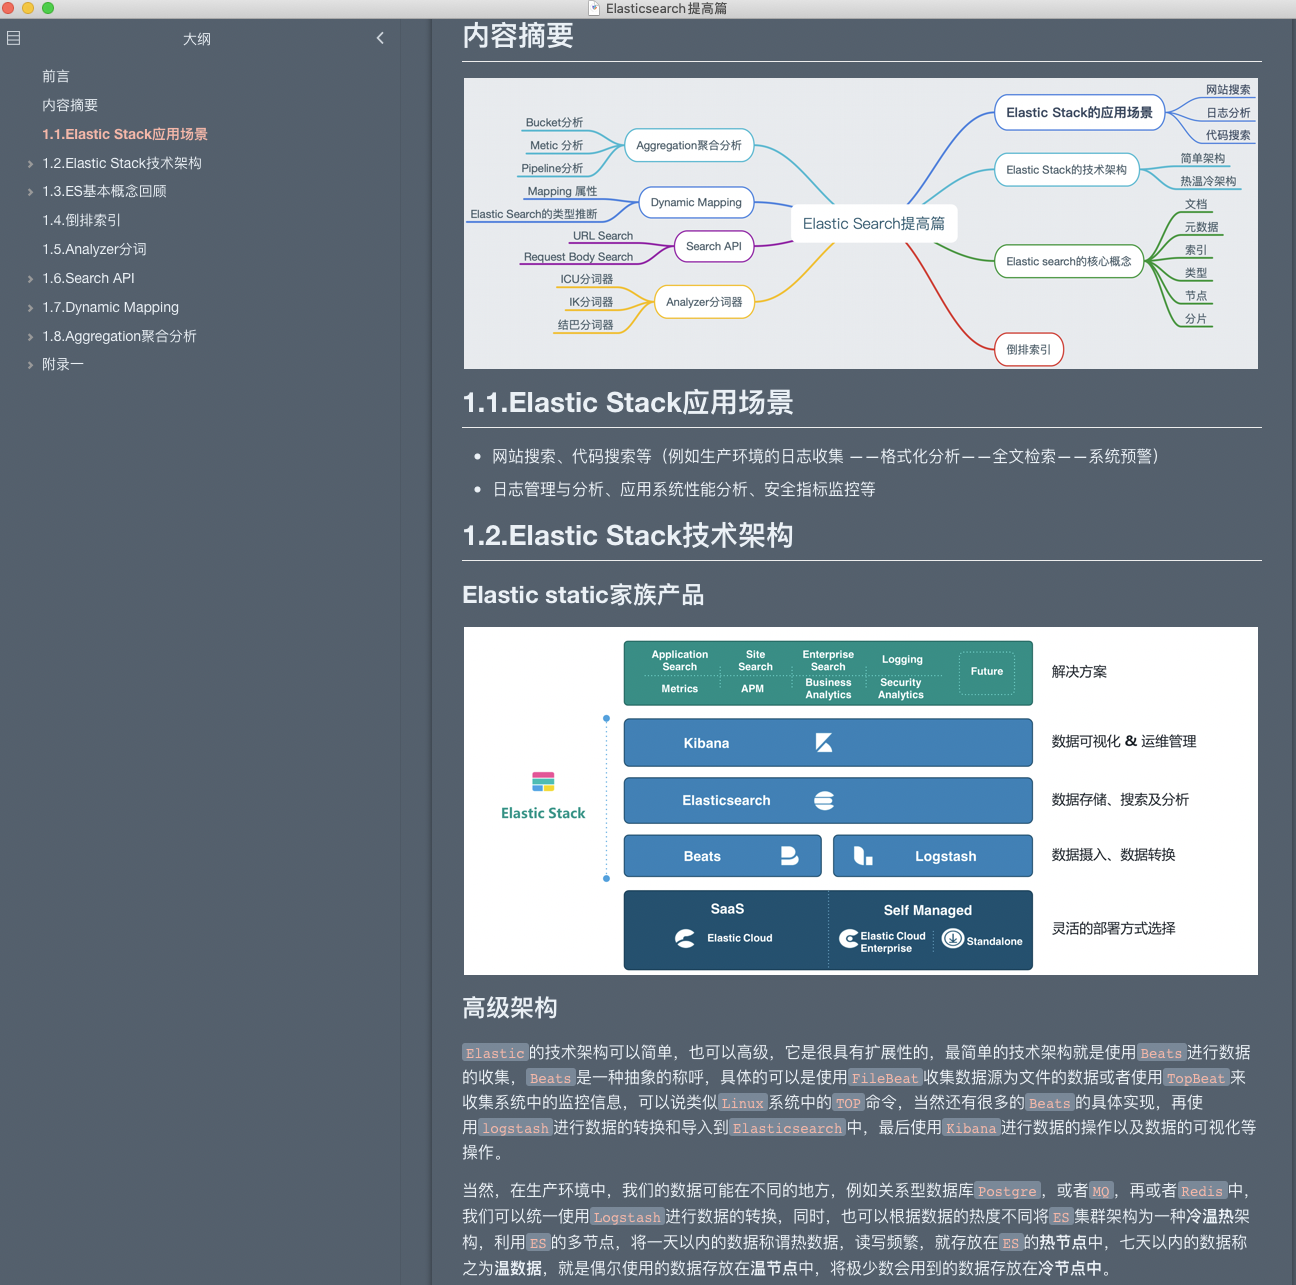 Elasticsearch提高篇
大纲
前言
内容摘要
1.1.Elastic Stack应用场景
1.2.Elastic Stack技术架构
1.3.ES基本概念回顾
1.4.倒排索引
1.5.Analyzer分词
1.6.Search API
1.7.Dynamic Mapping
1.8.Aggregation聚合分析
附录一
内容摘要
Bucket分析
Metic 分析
Pipeline分析
Aggregation聚合分析
Mapping 属性
Elastic Search的类型推断
Dynamic Mapping
URL Search
Request Body Search
Search API
ICU分词器
IK分词器
结巴分词器
Analyzer分词器
Elastic Search提高篇
Elastic Stack的应用场景
网站搜索
日志分析
代码搜索
Elastic Stack的技术架构
简单架构
热温冷架构
Elastic search的核心概念
文档
元数据
索引
类型
节点
分片
倒排索引
1.1.Elastic Stack应用场景
网站搜索、代码搜索等（例如生产环境的日志收集 ——格式化分析——全文检索——系统预警）
日志管理与分析、应用系统性能分析、安全指标监控等
1.2.Elastic Stack技术架构
Elastic static家族产品
Application
Search
Site
Search
Enterprise
Search
Logging
Future
Metrics
APM
Business
Analytics
Security
Analytics
解决方案
Kibana
数据可视化 & 运维管理
Elastic Stack
Elasticsearch
数据存储、搜索及分析
Beats
Logstash
数据摄入、数据转换
SaaS
Elastic Cloud
Self Managed
Elastic Cloud
Enterprise
Standalone
灵活的部署方式选择
高级架构
Elastic的技术架构可以简单，也可以高级，它是很具有扩展性的，最简单的技术架构就是使用Beats进行数据
的收集，Beats是一种抽象的称呼，具体的可以是使用FileBeat收集数据源为文件的数据或者使用TopBeat来
收集系统中的监控信息，可以说类似Linux系统中的TOP命令，当然还有很多的Beats的具体实现，再使
用logstash进行数据的转换和导入到Elasticsearch中，最后使用Kibana进行数据的操作以及数据的可视化等
操作。
当然，在生产环境中，我们的数据可能在不同的地方，例如关系型数据库Postgre，或者MQ，再或者Redis中，
我们可以统一使用Logstash进行数据的转换，同时，也可以根据数据的热度不同将ES集群架构为一种冷温热架
构，利用ES的多节点，将一天以内的数据称谓热数据，读写频繁，就存放在ES的热节点中，七天以内的数据称
之为温数据，就是偶尔使用的数据存放在温节点中，将极少数会用到的数据存放在冷节点中。